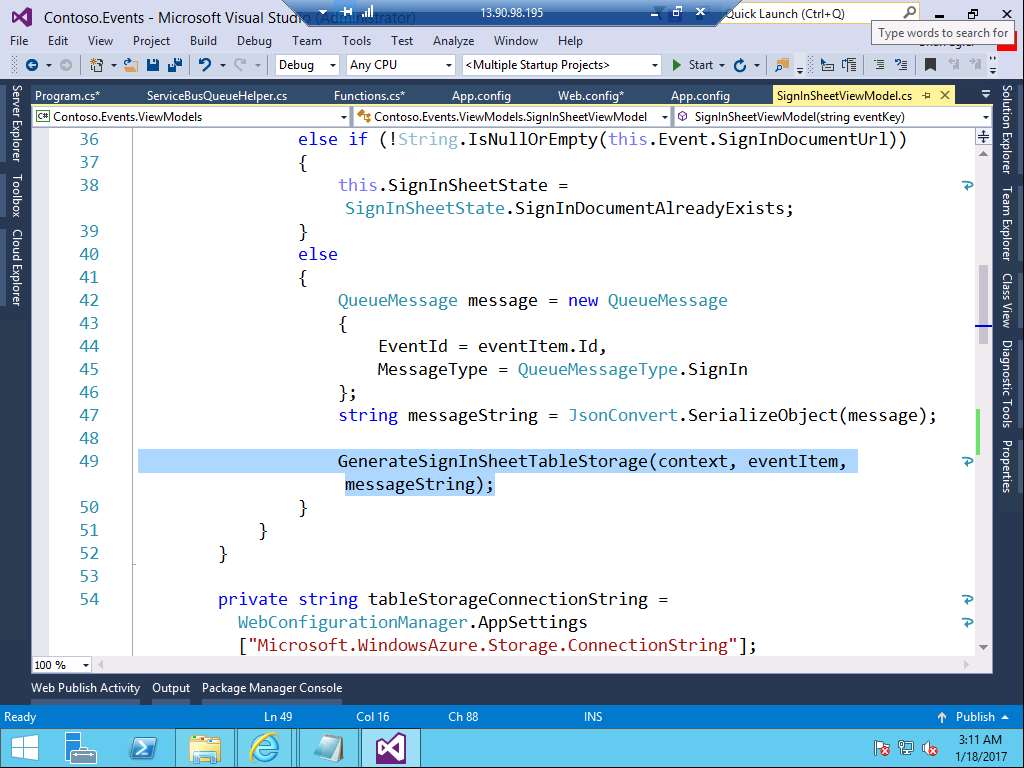 Contoso.Events - Microsoft Visual Studio (Administrator)
13.90.98.195
Quick Launch (Ctrl+Q)
Type words to search for
File Edit View Project Build Debug Team Tools Test Analyze Window Help
Debug Any CPU <Multiple Startup Projects> Start
Program.cs* ServiceBusQueueHelper.cs Functions.cs* App.config Web.config* App.config SignInSheetViewModel.cs
Contoso.Events.ViewModels Contoso.Events.ViewModels.SignInSheetViewModel SignInSheetViewModel(string eventKey)
Server Explorer
Toolbox
Cloud Explorer
36 else if (!String.IsNullOrEmpty(this.Event.SignInDocumentUrl))
37 {
38 this.SignInSheetState =
SignInSheetState.SignInDocumentAlreadyExists;
39 }
40 else
41 {
42 QueueMessage message = new QueueMessage
43 {
44 EventId = eventItem.Id,
45 MessageType = QueueMessageType.SignIn
46 };
47 string messageString = JsonConvert.SerializeObject(message);
48
49 GenerateSignInSheetTableStorage(context, eventItem,
messageString);
50 }
51 }
52 }
53
54 private string tableStorageConnectionString =
WebConfigurationManager.AppSettings
["Microsoft.WindowsAzure.Storage.ConnectionString"];
Solution Explorer
Team Explorer
Class View
Diagnostic Tools
Properties
100 %
Web Publish Activity Output Package Manager Console
Ready Ln 49 Col 16 Ch 88 INS Publish
3:11 AM
1/18/2017